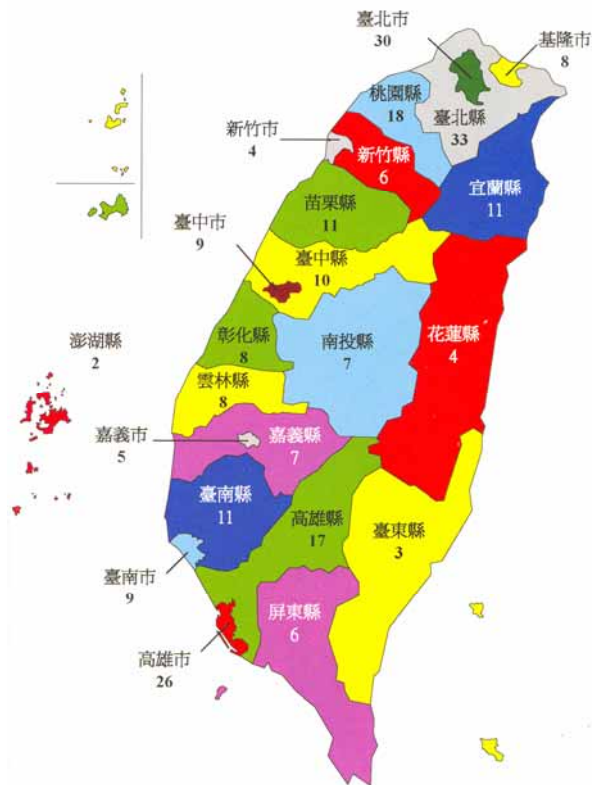 臺北市
30
基隆市
8
桃園縣
18
臺北縣
33
新竹市
4
新竹縣
6
宜蘭縣
11
苗栗縣
11
臺中市
9
臺中縣
10
彰化縣
8
南投縣
7
花蓮縣
4
澎湖縣
2
雲林縣
8
嘉義市
5
嘉義縣
7
臺南縣
11
高雄縣
17
臺東縣
3
臺南市
9
屏東縣
6
高雄市
26